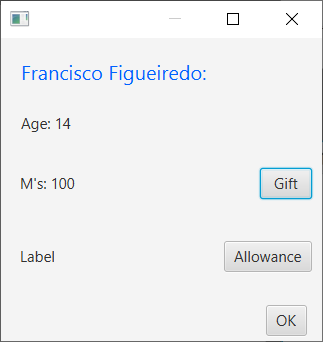 Francisco Figueiredo:
Age: 14
M's: 100
Gift
Label
Allowance
OK